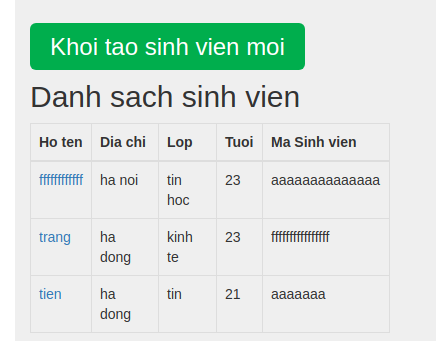 Khoi tao sinh vien moi
Danh sach sinh vien
Ho ten Dia chi Lop Tuoi Ma Sinh vien
ffffffffffff ha noi tin hoc 23 aaaaaaaaaaaaaa
trang ha dong kinh te 23 ffffffffffffffff
tien ha dong tin 21 aaaaaaa